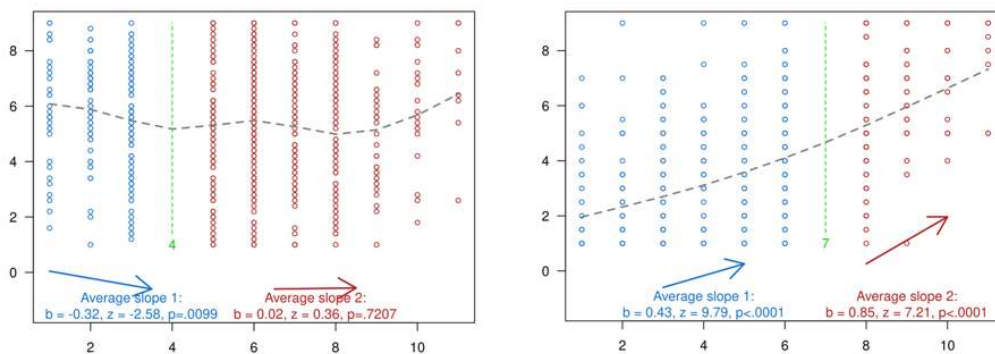 8
6
4
2
0
4
Average slope 1:
b = -0.32, z = -2.58, p=.0099
Average slope 2:
b = 0.02, z = 0.36, p=.7207
2 4 6 8 10
8
6
4
2
0
7
Average slope 1:
b = 0.43, z = 9.79, p<.0001
Average slope 2:
b = 0.85, z = 7.21, p<.0001
2 4 6 8 10